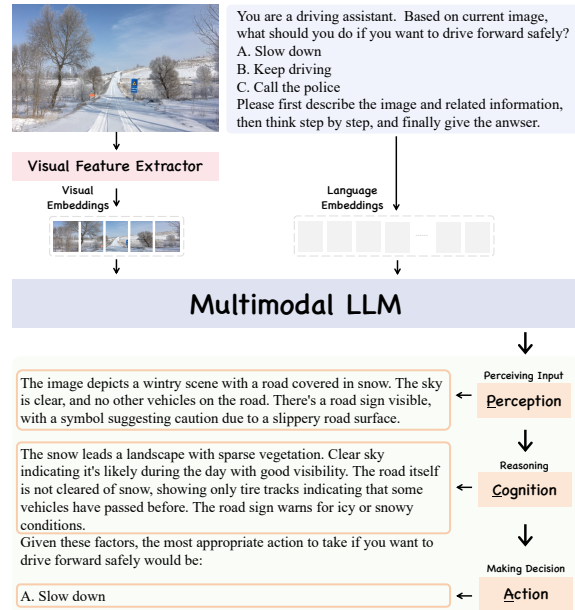 You are a driving assistant.  Based on current image,
what should you do if you want to drive forward safely?
A. Slow down
B. Keep driving
C. Call the police
Please first describe the image and related information,
then think step by step, and finally give the anwser.
Visual Feature Extractor
Visual
Embeddings
Language
Embeddings
Multimodal LLM
Perceiving Input
Perception
The image depicts a wintry scene with a road covered in snow. The sky
is clear, and no other vehicles on the road. There's a road sign visible,
with a symbol suggesting caution due to a slippery road surface.
Reasoning
Cognition
The snow leads a landscape with sparse vegetation. Clear sky
indicating it's likely during the day with good visibility. The road itself
is not cleared of snow, showing only tire tracks indicating that some
vehicles have passed before. The road sign warns for icy or snowy
conditions.
Given these factors, the most appropriate action to take if you want to
drive forward safely would be:
Making Decision
Action
A. Slow down